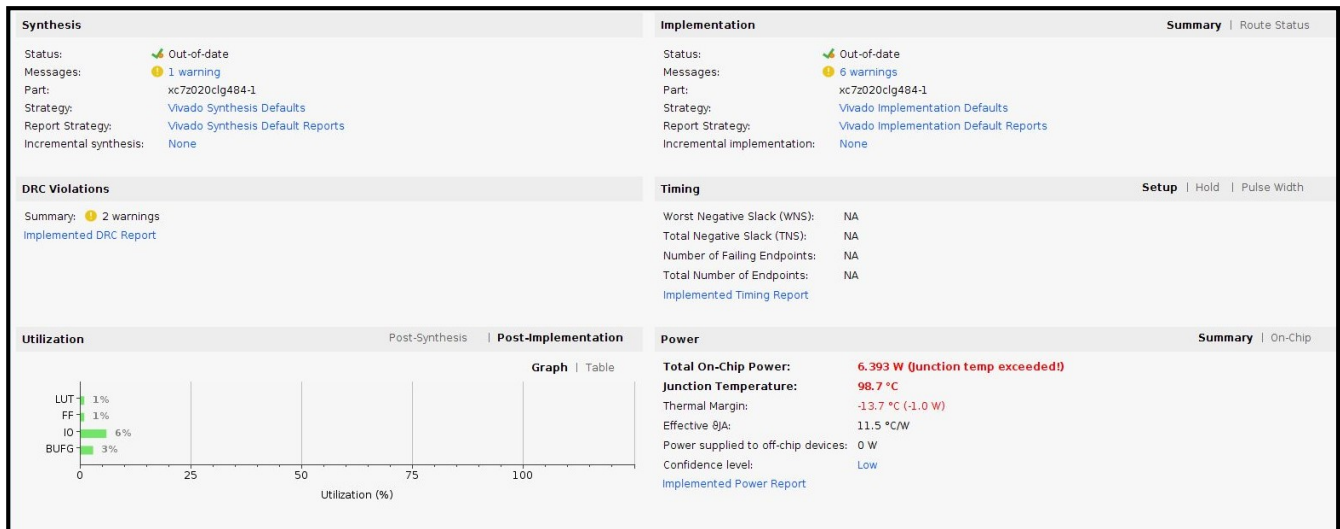 Synthesis
Status: Out-of-date
Messages: 1 warning
Part: xc7z020clg484-1
Strategy: Vivado Synthesis Defaults
Report Strategy: Vivado Synthesis Default Reports
Incremental synthesis: None
Implementation Summary | Route Status
Status: Out-of-date
Messages: 6 warnings
Part: xc7z020clg484-1
Strategy: Vivado Implementation Defaults
Report Strategy: Vivado Implementation Default Reports
Incremental implementation: None
DRC Violations
Summary: 2 warnings
Implemented DRC Report
Timing Setup | Hold | Pulse Width
Worst Negative Slack (WNS): NA
Total Negative Slack (TNS): NA
Number of Failing Endpoints: NA
Total Number of Endpoints: NA
Implemented Timing Report
Utilization Post-Synthesis | Post-Implementation
Graph | Table
LUT 1%
FF 1%
IO 6%
BUFG 3%
0 25 50 75 100
Utilization (%)
Power Summary | On-Chip
Total On-Chip Power: 6.393 W (Junction temp exceeded!)
Junction Temperature: 98.7 °C
Thermal Margin: -13.7 °C (-1.0 W)
Effective θJA: 11.5 °C/W
Power supplied to off-chip devices: 0 W
Confidence level: Low
Implemented Power Report